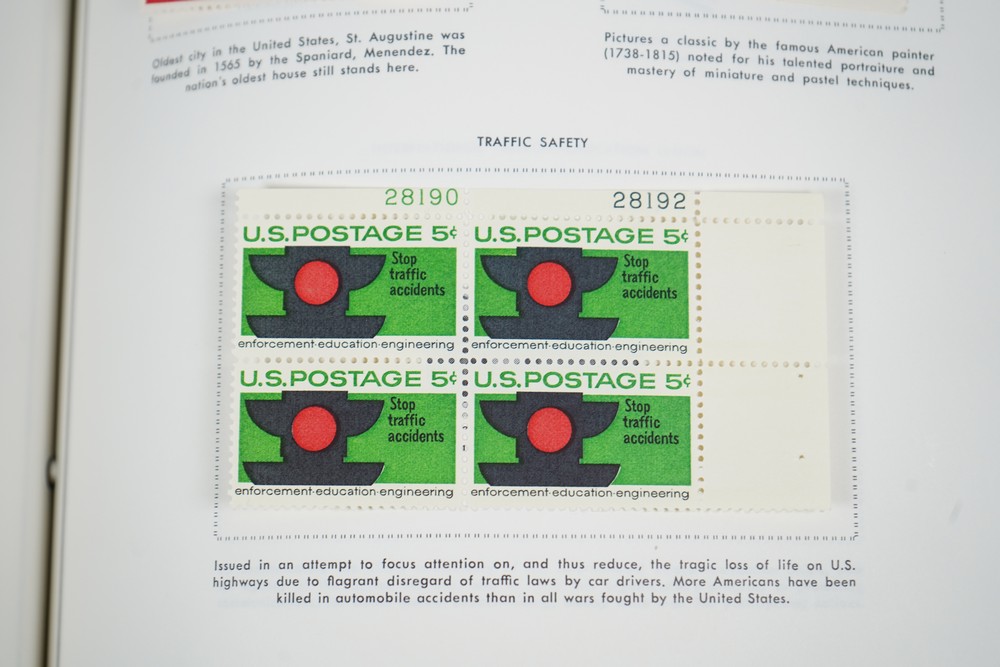 Oldest city in the United States, St. Augustine was
founded in 1565 by the Spaniard, Menendez. The
nation's oldest house still stands here.
Pictures a classic by the famous American painter
(1738-1815) noted for his talented portraiture and
mastery of miniature and pastel techniques.
TRAFFIC SAFETY
28190
28192
U.S. POSTAGE 5¢
Stop
traffic
accidents
enforcement·education·engineering
U.S. POSTAGE 5¢
Stop
traffic
accidents
enforcement·education·engineering
U.S. POSTAGE 5¢
Stop
traffic
accidents
enforcement·education·engineering
U.S. POSTAGE 5¢
Stop
traffic
accidents
enforcement·education·engineering
Issued in an attempt to focus attention on, and thus reduce, the tragic loss of life on U.S.
highways due to flagrant disregard of traffic laws by car drivers. More Americans have been
killed in automobile accidents than in all wars fought by the United States.